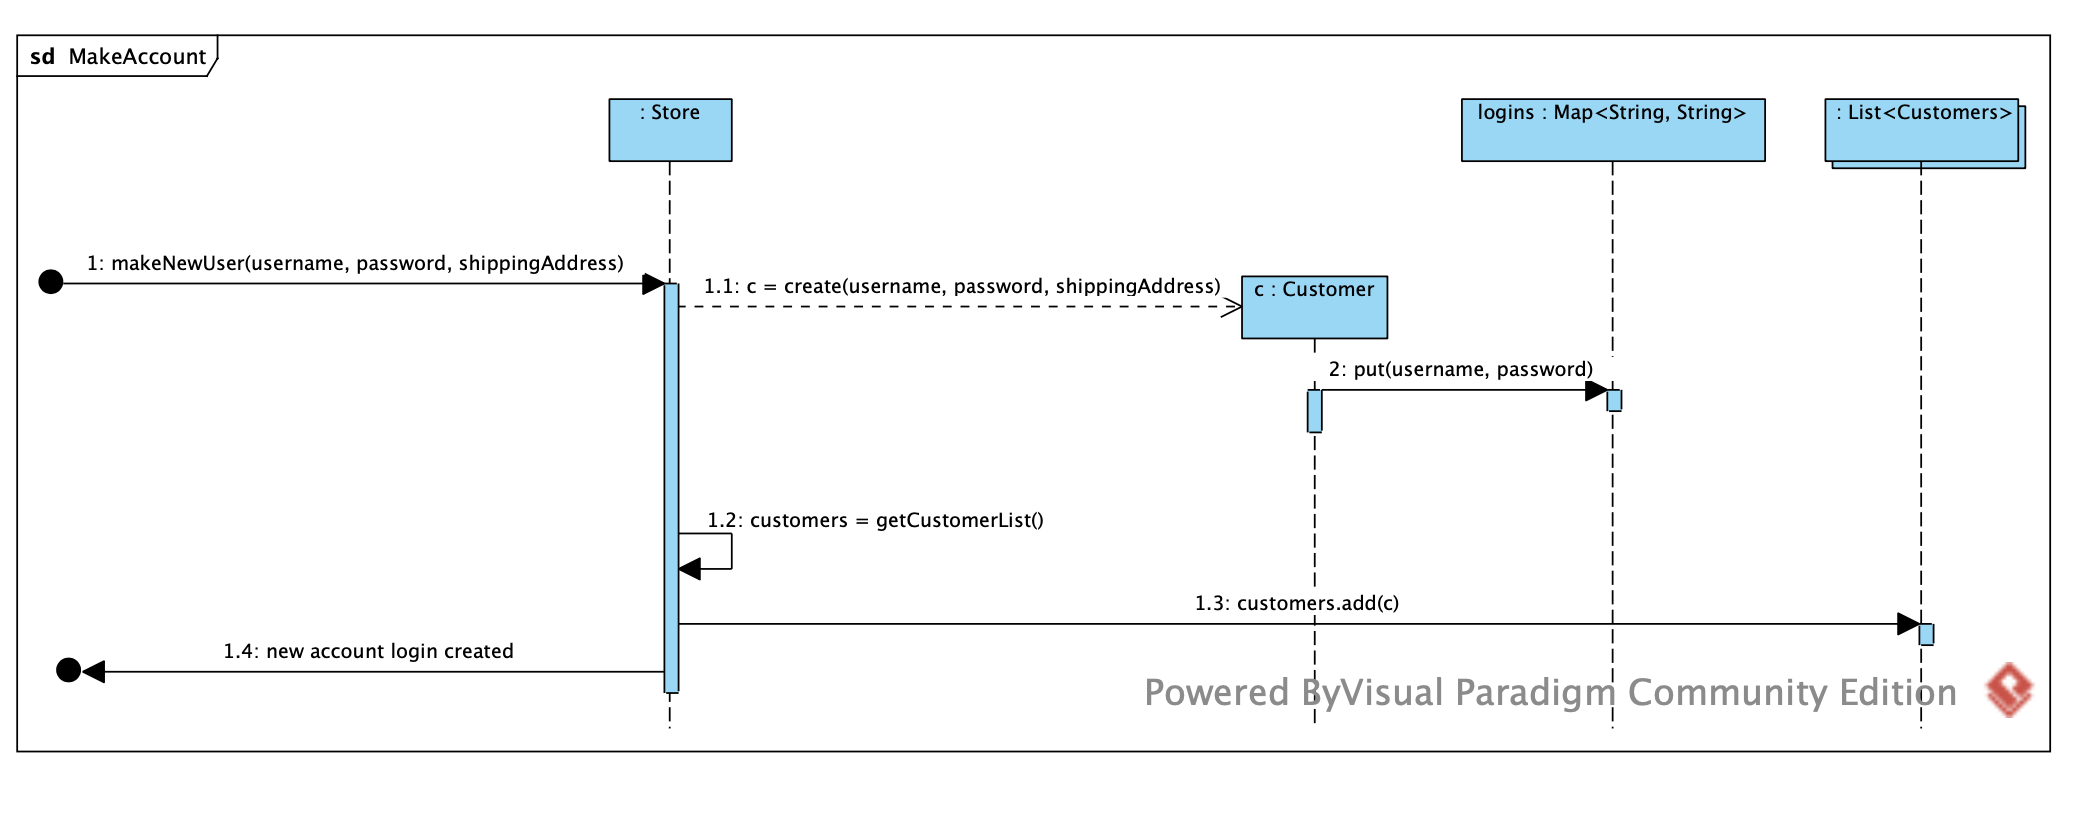 sd MakeAccount
: Store
logins : Map<String, String>
: List<Customers>
1: makeNewUser(username, password, shippingAddress)
1.1: c = create(username, password, shippingAddress)
c : Customer
2: put(username, password)
1.2: customers = getCustomerList()
1.3: customers.add(c)
1.4: new account login created
Powered ByVisual Paradigm Community Edition